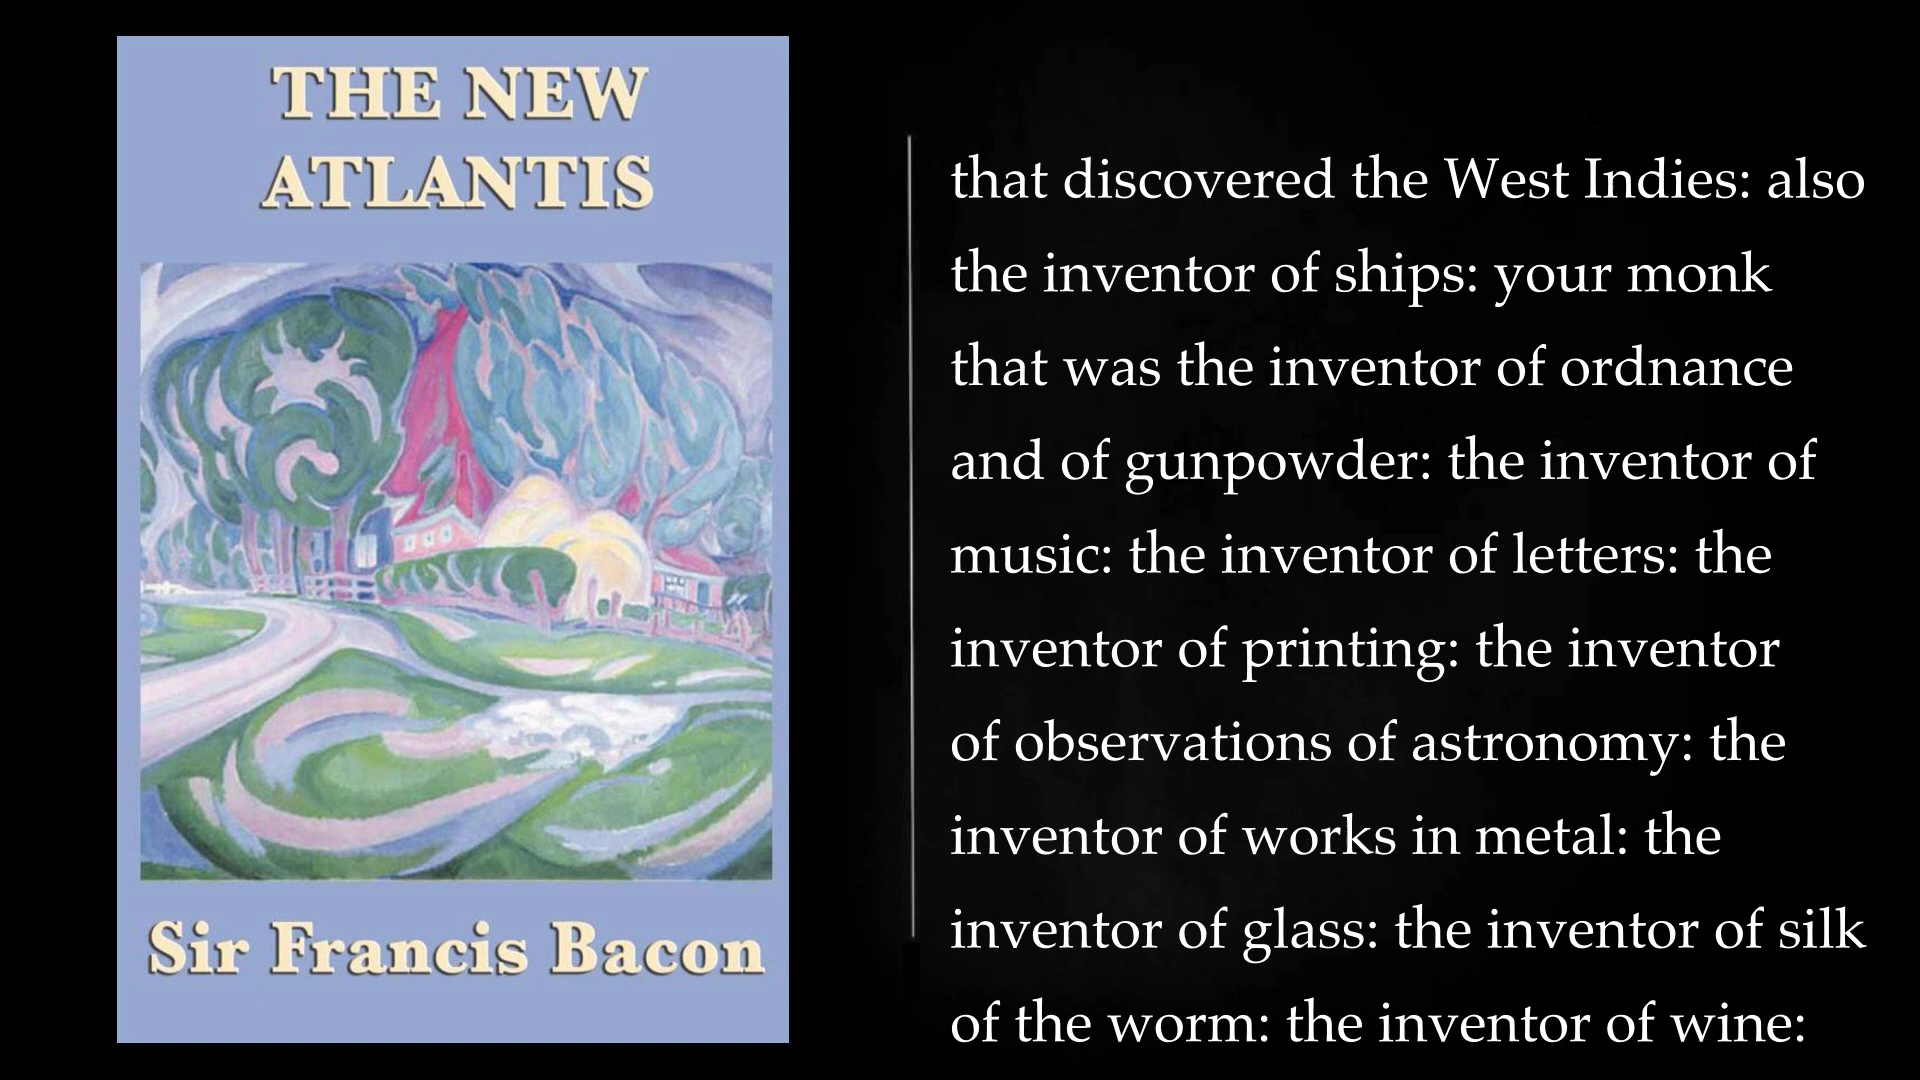 THE NEW
ATLANTIS
Sir Francis Bacon
that discovered the West Indies: also
the inventor of ships: your monk
that was the inventor of ordnance
and of gunpowder: the inventor of
music: the inventor of letters: the
inventor of printing: the inventor
of observations of astronomy: the
inventor of works in metal: the
inventor of glass: the inventor of silk
of the worm: the inventor of wine: